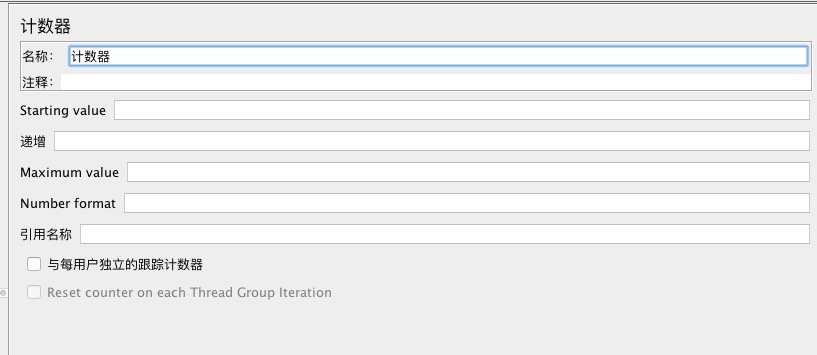 计数器
名称： 计数器
注释：
Starting value
递增
Maximum value
Number format
引用名称
与每用户独立的跟踪计数器
Reset counter on each Thread Group Iteration